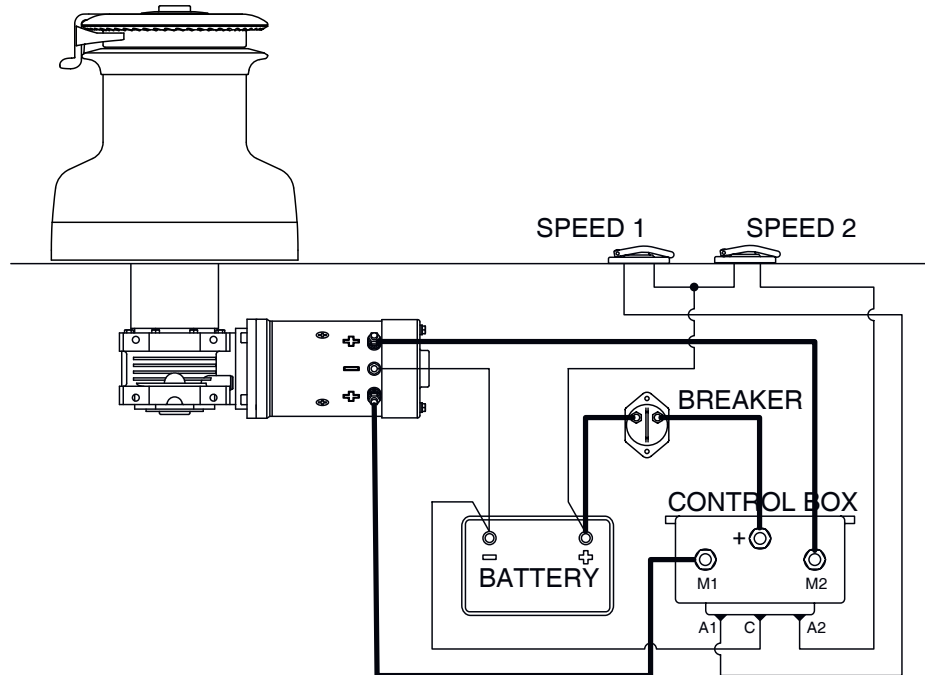 SPEED 1
SPEED 2
BREAKER
CONTROL BOX
+
BATTERY
M1
M2
A1
C
A2